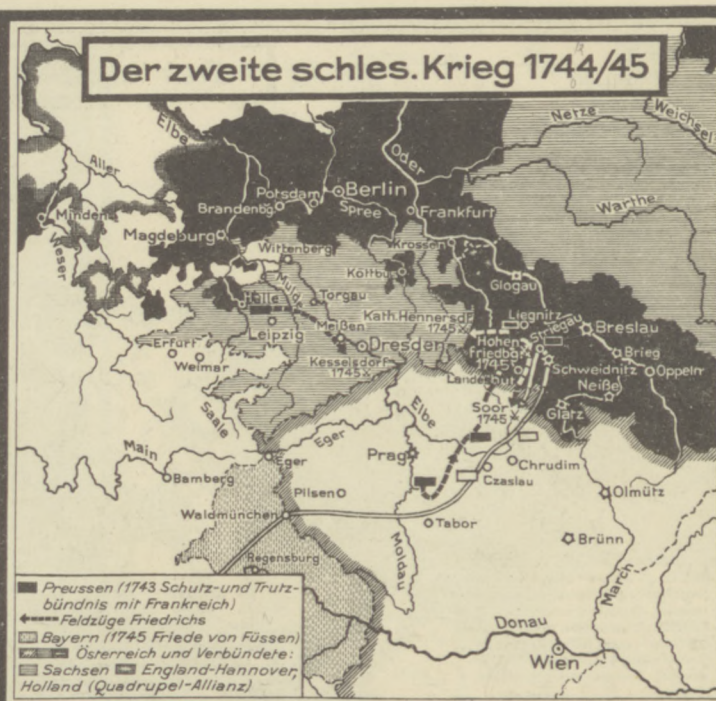 Der zweite schles. Krieg 1744/45
Elbe
Netze
Weichsel
Aller
Oder
Warthe
Potsdam
Berlin
Brandenbg.
Spree
Frankfurt
Minden
Weser
Magdeburg
Wittenberg
Krossen
Kottbus
Glogau
Mulde
Torgau
Halle
Kath. Hennersdf.
1745
Liegnitz
Striegau
Breslau
Leipzig
Meißen
Dresden
Hohen
friedbg.
1745
Erfurt
Weimar
Kesselsdorf
1745
Landeshut
Schweidnitz
Brieg
Oppeln
Neiße
Saale
Elbe
Soor
1745
Glatz
Main
Eger
Eger
Prag
Chrudim
Bamberg
Pilsen
Czaslau
Olmütz
Waldmünchen
Tabor
Brünn
Moldau
Regensburg
March
Donau
Wien
Preussen (1743 Schutz-und Trutz-
bündnis mit Frankreich)
Feldzüge Friedrichs
Bayern (1745 Friede von Füssen)
Österreich und Verbündete:
Sachsen England-Hannover,
Holland (Quadrupel-Allianz)